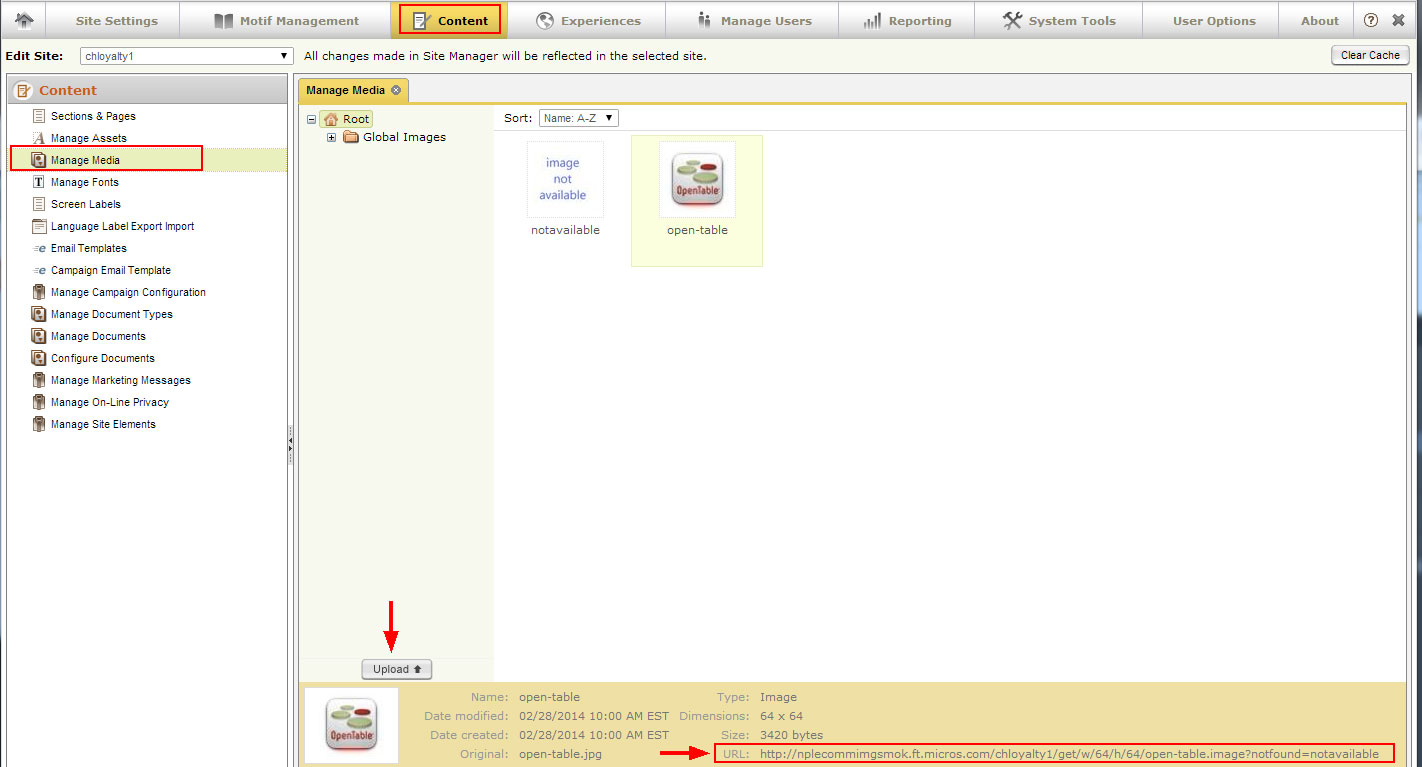 Site Settings Motif Management Content Experiences Manage Users Reporting System Tools User Options About
Edit Site: chloyalty1 All changes made in Site Manager will be reflected in the selected site. Clear Cache
Content
Sections & Pages
Manage Assets
Manage Media
Manage Fonts
Screen Labels
Language Label Export Import
Email Templates
Campaign Email Template
Manage Campaign Configuration
Manage Document Types
Manage Documents
Configure Documents
Manage Marketing Messages
Manage On-Line Privacy
Manage Site Elements
Manage Media
Root
Global Images
Upload
Sort: Name: A-Z
image
not
available
notavailable
OpenTable
open-table
OpenTable
Name: open-table Type: Image
Date modified: 02/28/2014 10:00 AM EST Dimensions: 64 x 64
Date created: 02/28/2014 10:00 AM EST Size: 3420 bytes
Original: open-table.jpg URL: http://nplecommimgsmok.ft.micros.com/chloyalty1/get/w/64/h/64/open-table.image?notfound=notavailable